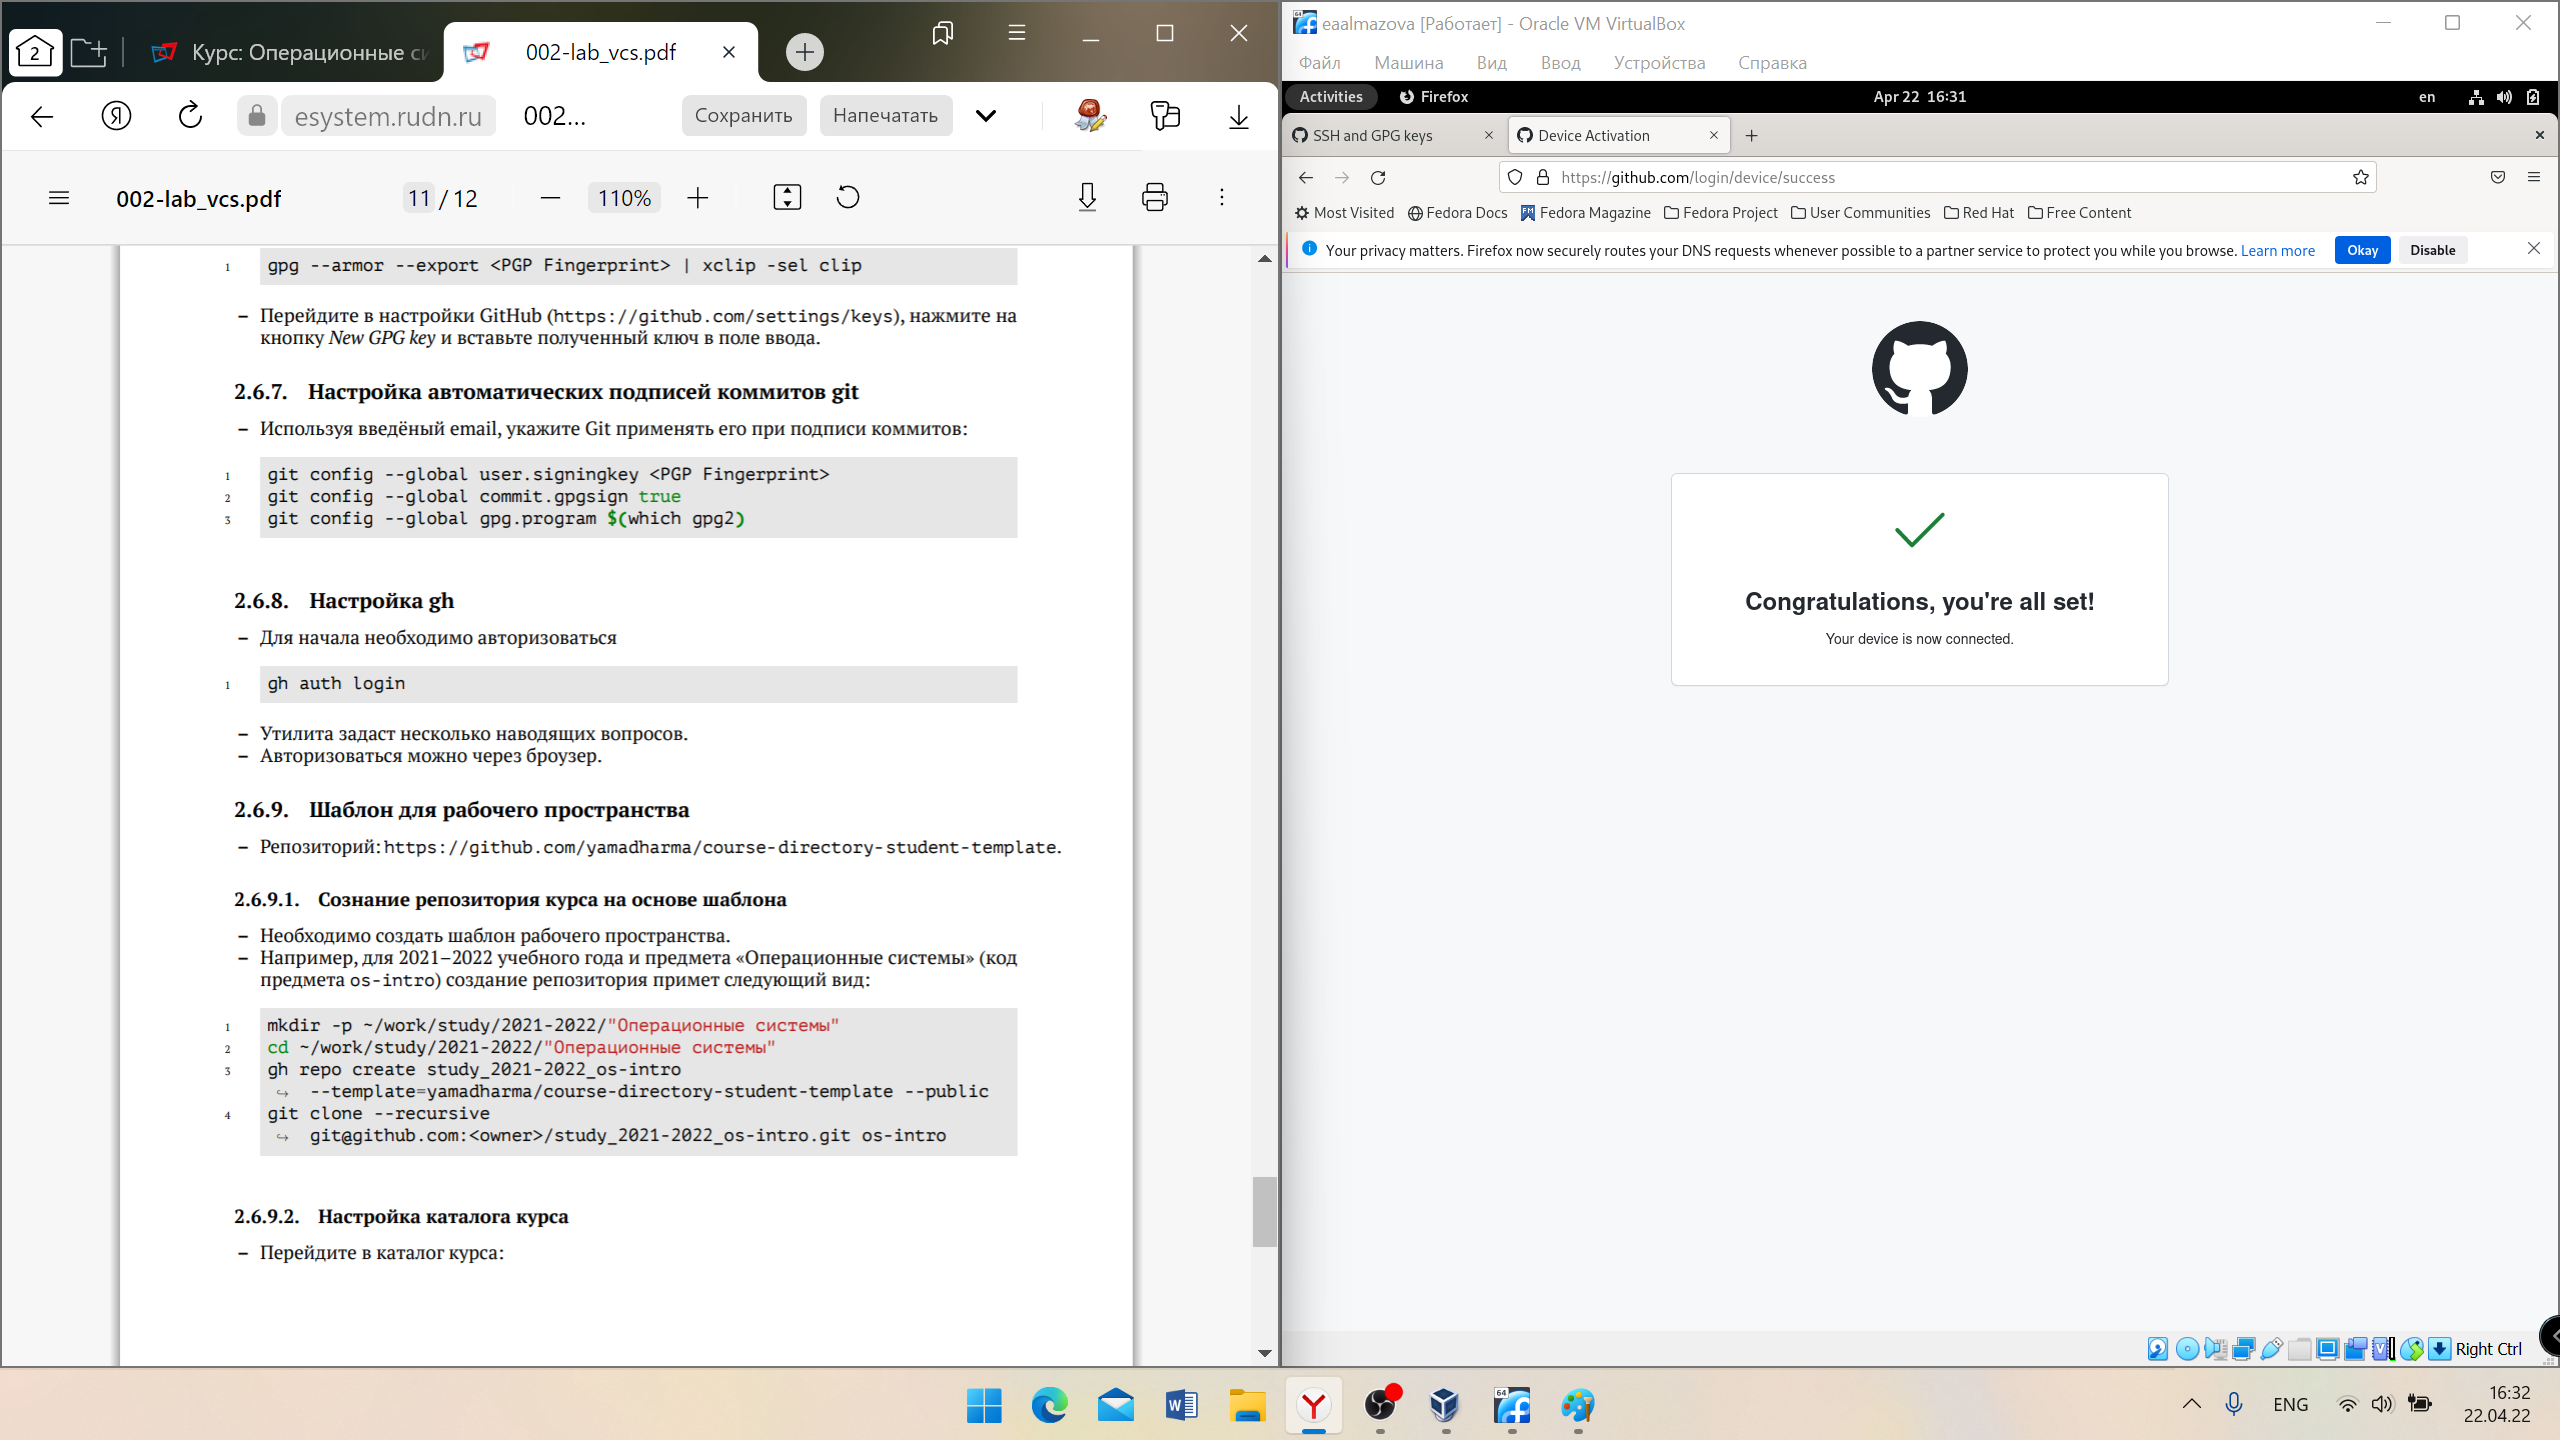 2
Курс: Операционные си
002-lab_vcs.pdf
esystem.rudn.ru
002...
Сохранить
Напечатать
002-lab_vcs.pdf
11 / 12
110%
1 gpg --armor --export <PGP Fingerprint> | xclip -sel clip
– Перейдите в настройки GitHub (https://github.com/settings/keys), нажмите на
кнопку New GPG key и вставьте полученный ключ в поле ввода.
2.6.7. Настройка автоматических подписей коммитов git
– Используя введёный email, укажите Git применять его при подписи коммитов:
1 git config --global user.signingkey <PGP Fingerprint>
2 git config --global commit.gpgsign true
3 git config --global gpg.program $(which gpg2)
2.6.8. Настройка gh
– Для начала необходимо авторизоваться
1 gh auth login
– Утилита задаст несколько наводящих вопросов.
– Авторизоваться можно через броузер.
2.6.9. Шаблон для рабочего пространства
– Репозиторий: https://github.com/yamadharma/course-directory-student-template.
2.6.9.1. Сознание репозитория курса на основе шаблона
– Необходимо создать шаблон рабочего пространства.
– Например, для 2021–2022 учебного года и предмета «Операционные системы» (код
предмета os-intro) создание репозитория примет следующий вид:
1 mkdir -p ~/work/study/2021-2022/"Операционные системы"
2 cd ~/work/study/2021-2022/"Операционные системы"
3 gh repo create study_2021-2022_os-intro
↪ --template=yamadharma/course-directory-student-template --public
4 git clone --recursive
↪ git@github.com:<owner>/study_2021-2022_os-intro.git os-intro
2.6.9.2. Настройка каталога курса
– Перейдите в каталог курса:
64
eaalmazova [Работает] - Oracle VM VirtualBox
Файл Машина Вид Ввод Устройства Справка
Activities Firefox Apr 22 16:31 en
SSH and GPG keys
Device Activation
https://github.com/login/device/success
Most Visited Fedora Docs Fedora Magazine Fedora Project User Communities Red Hat Free Content
Your privacy matters. Firefox now securely routes your DNS requests whenever possible to a partner service to protect you while you browse. Learn more Okay Disable
Congratulations, you're all set!
Your device is now connected.
Right Ctrl
64
ENG
16:32
22.04.22